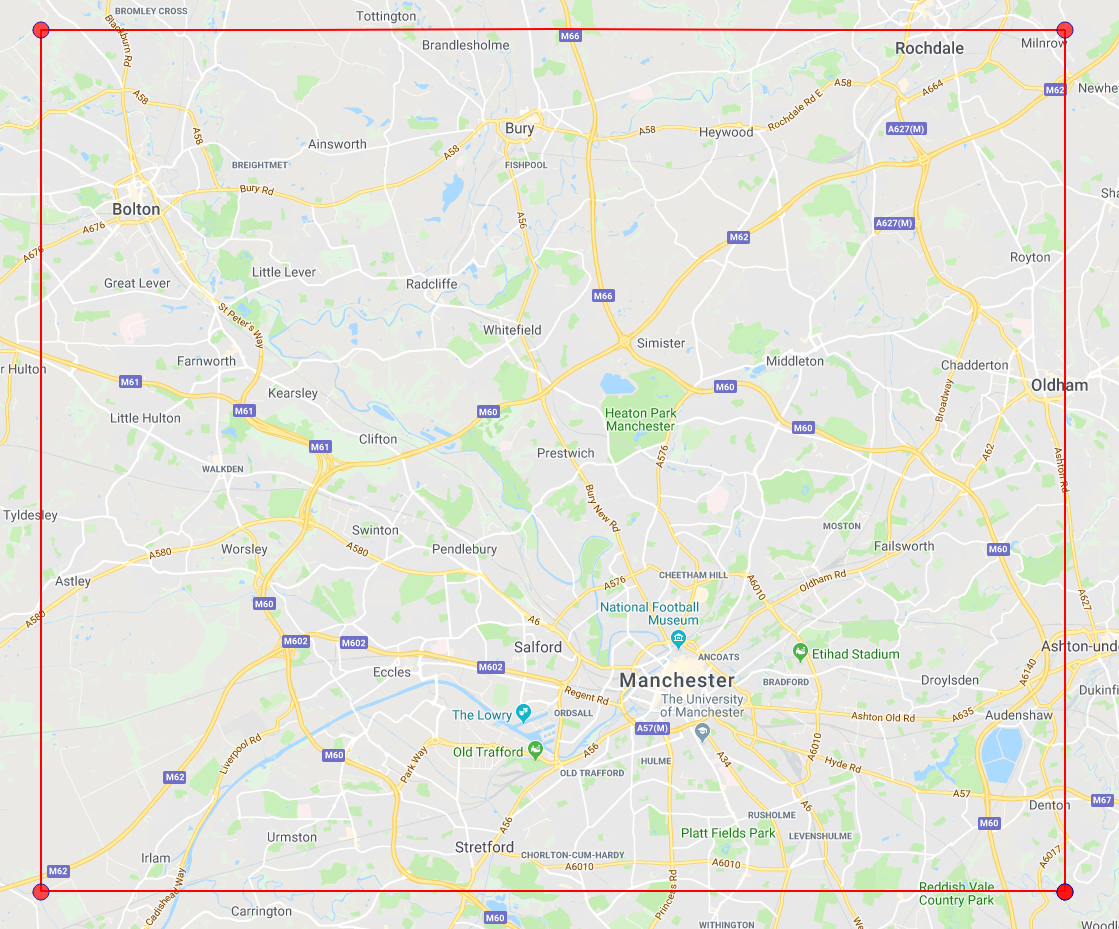 BROMLEY CROSS
Tottington
Blackburn Rd
Brandlesholme
M66
Rochdale
Milnrow
A58
A58
A664
M62
Newhe
Bury
A58
Rochdale Rd E
Heywood
A627(M)
A58
Ainsworth
A58
BREIGHTMET
FISHPOOL
Bury Rd
Sha
Bolton
A56
A676
A627(M)
M62
A676
Royton
Little Lever
Great Lever
Radcliffe
M66
St Peter's Way
Whitefield
Simister
r Hulton
Farnworth
Middleton
Chadderton
M61
M60
Oldham
Kearsley
Broadway
M61
M60
Heaton Park
Manchester
Little Hulton
M60
Clifton
M61
Prestwich
A576
A62
WALKDEN
Ashton Rd
Tyldesley
Bury New Rd
Swinton
MOSTON
Worsley
A580
A580
Pendlebury
Failsworth
M60
Astley
A576
CHEETHAM HILL
A6010
Oldham Rd
M60
A627
National Football
Museum
A580
A6
M602
M602
Salford
Etihad Stadium
Ashton-und
ANCOATS
M602
Eccles
A6140
Manchester
BRADFORD
Droylsden
Dukinfi
Regent Rd
The University
of Manchester
The Lowry
ORDSALL
Ashton Old Rd
A635
Audenshaw
A57(M)
Liverpool Rd
M60
Old Trafford
A56
A6010
Park Way
HULME
A34
Hyde Rd
M62
OLD TRAFFORD
A57
M67
Denton
A6
RUSHOLME
M60
A56
Platt Fields Park
LEVENSHULME
Urmston
Stretford
Irlam
CHORLTON-CUM-HARDY
A6010
A6010
A6017
M62
Cadishead Way
Princess Rd
Reddish Vale
Country Park
Carrington
M60
WITHINGTON
We
Woodl